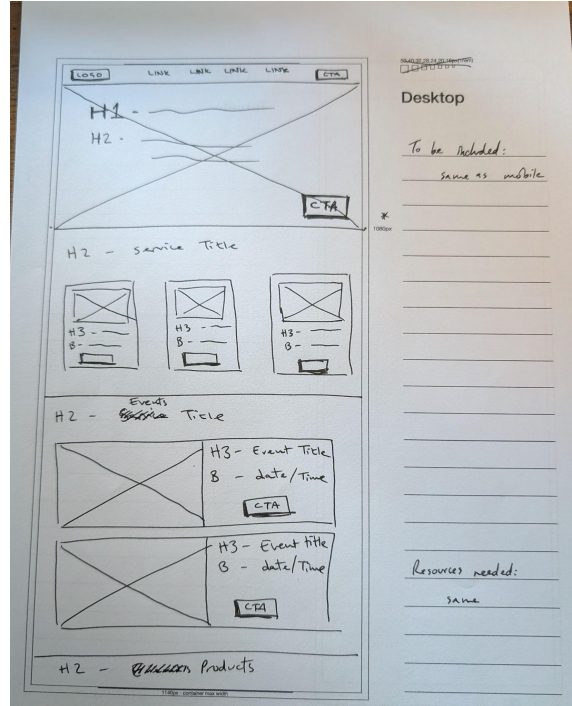 LOGO LINK LINK LINK LINK CTA
H1 -
H2 -
CTA
H2 - Service Title
H3 - H3 - H3 -
B - B - B -
Events
H2 - Title
H3 - Event Title
B - date/Time
CTA
H3 - Event title
B - date/Time
CTA
H2 - Products
1140px - container max width
Desktop
To be included:
same as mobile
*
1080px
Resources needed:
same